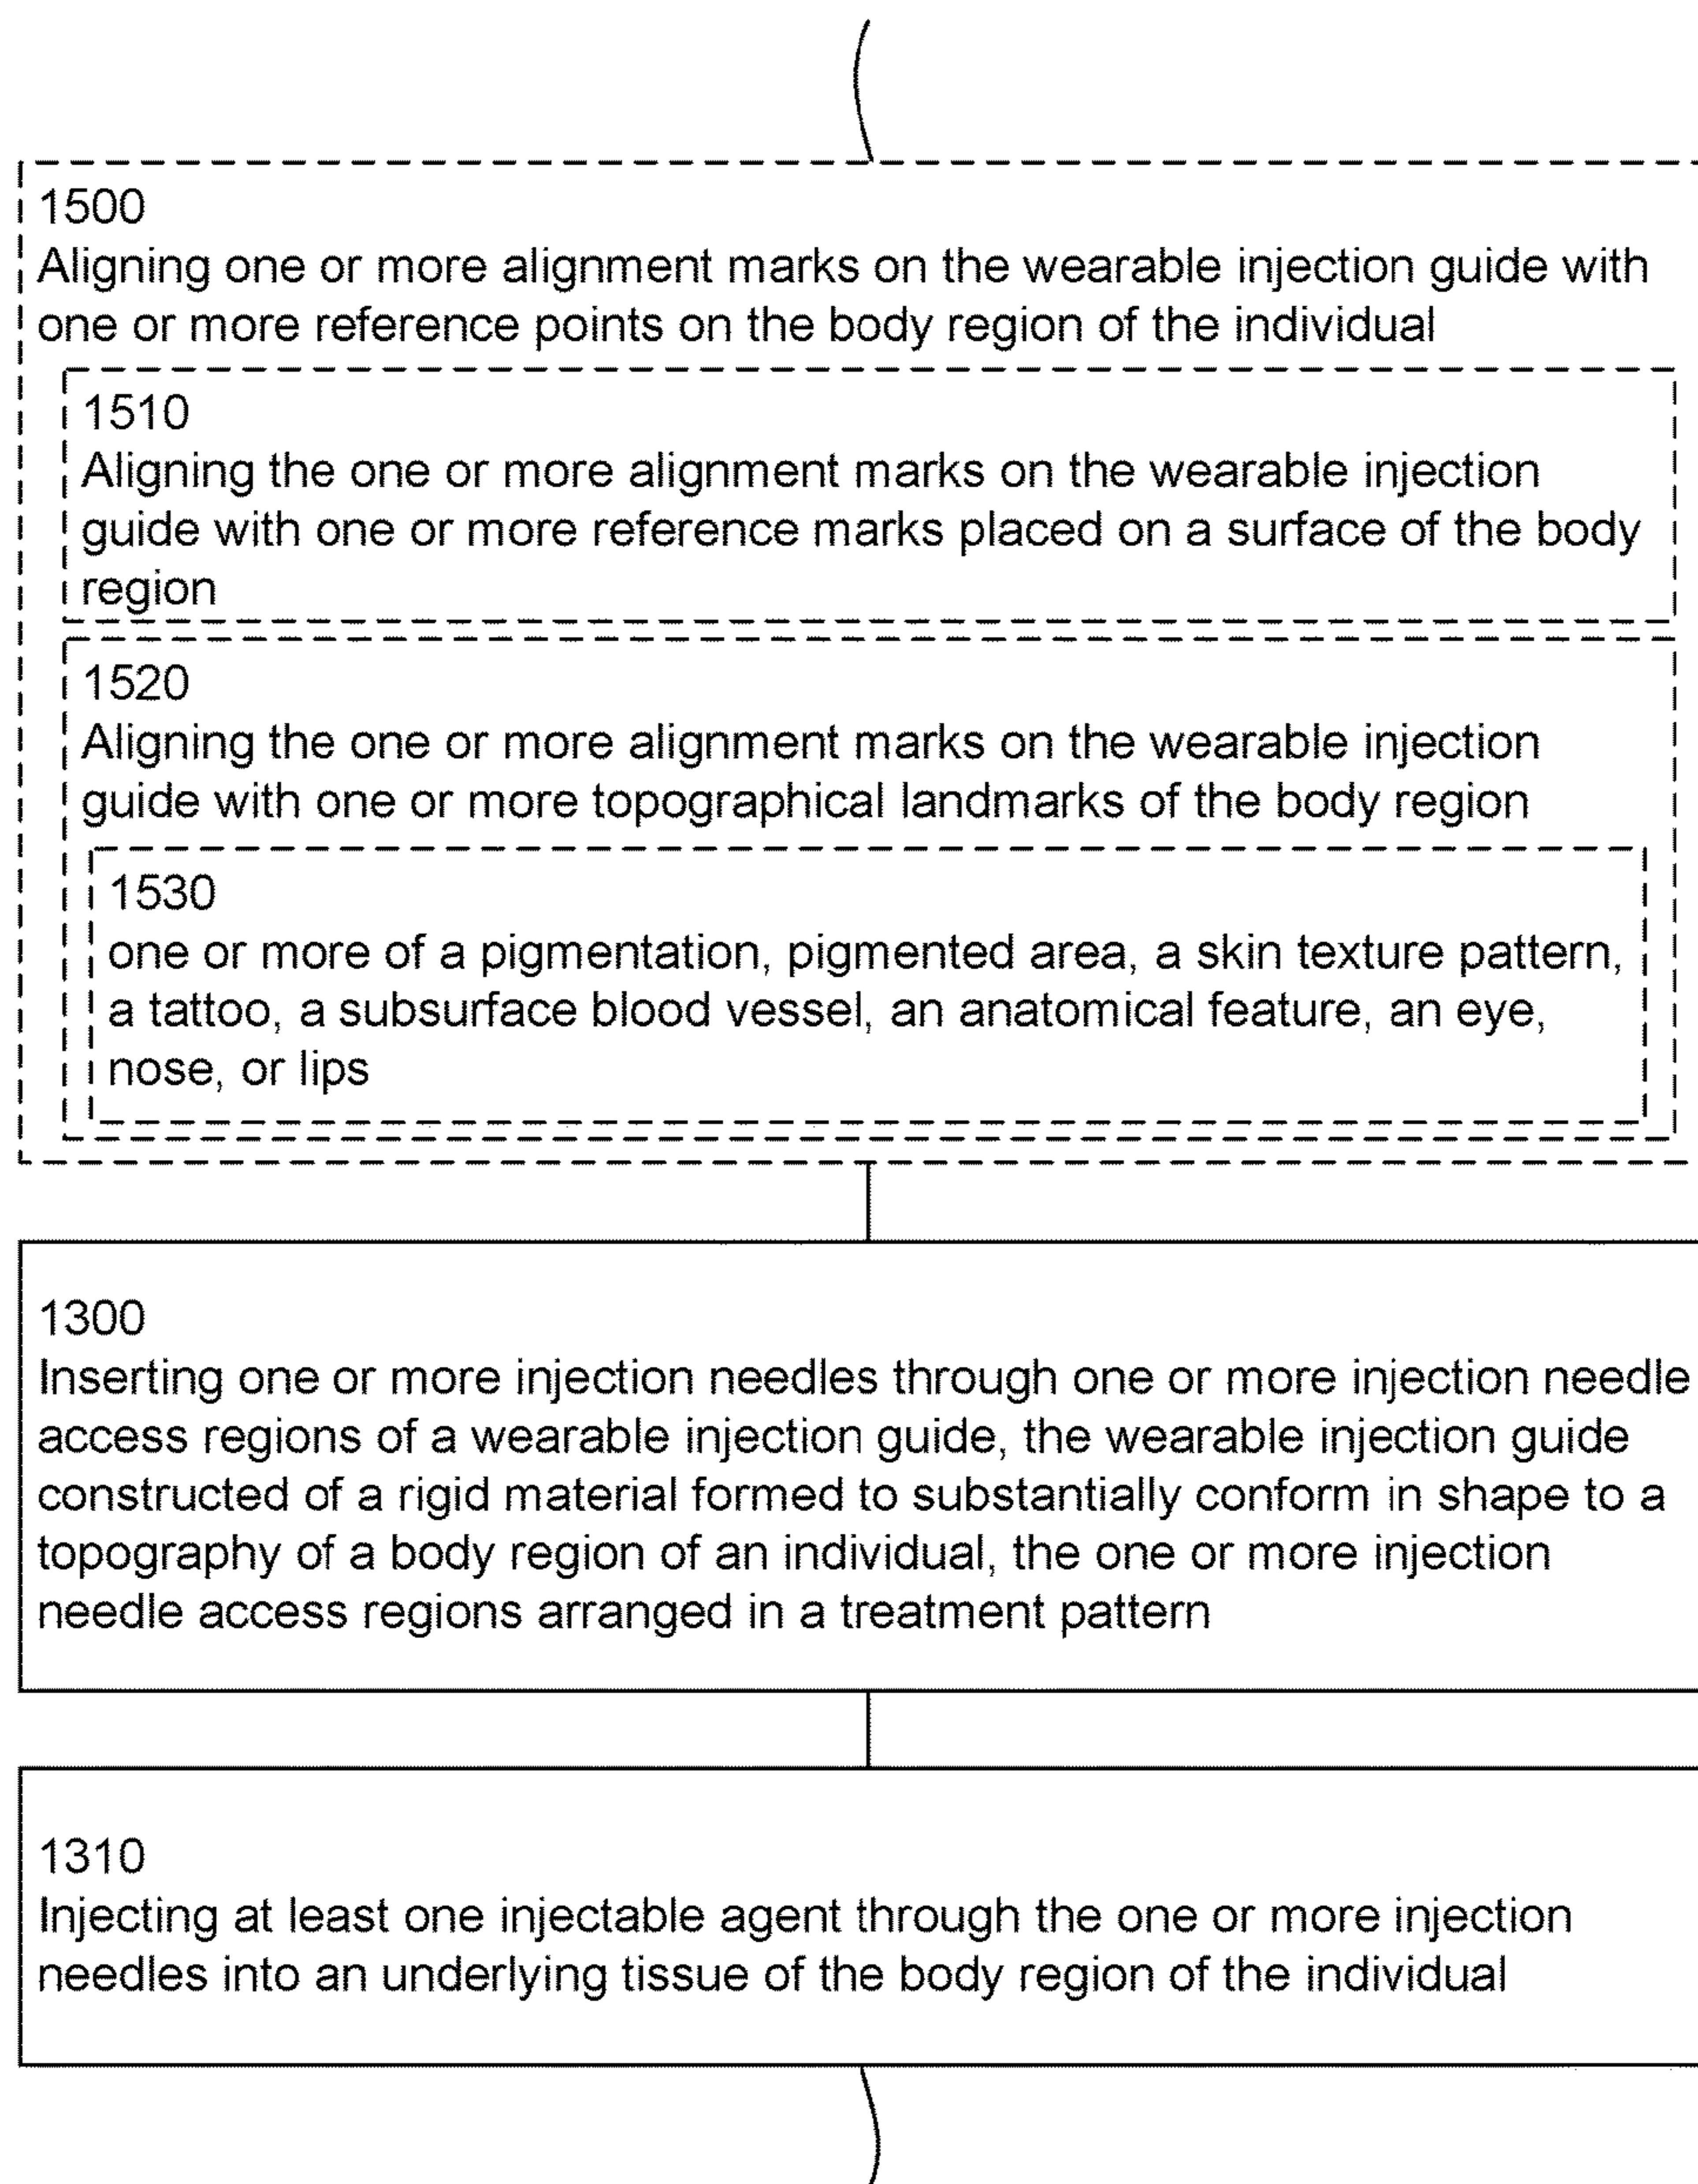 1500
Aligning one or more alignment marks on the wearable injection guide with
one or more reference points on the body region of the individual
1510
Aligning the one or more alignment marks on the wearable injection
guide with one or more reference marks placed on a surface of the body
region
1520
Aligning the one or more alignment marks on the wearable injection
guide with one or more topographical landmarks of the body region
1530
one or more of a pigmentation, pigmented area, a skin texture pattern,
a tattoo, a subsurface blood vessel, an anatomical feature, an eye,
nose, or lips
1300
Inserting one or more injection needles through one or more injection needle
access regions of a wearable injection guide, the wearable injection guide
constructed of a rigid material formed to substantially conform in shape to a
topography of a body region of an individual, the one or more injection
needle access regions arranged in a treatment pattern
1310
Injecting at least one injectable agent through the one or more injection
needles into an underlying tissue of the body region of the individual